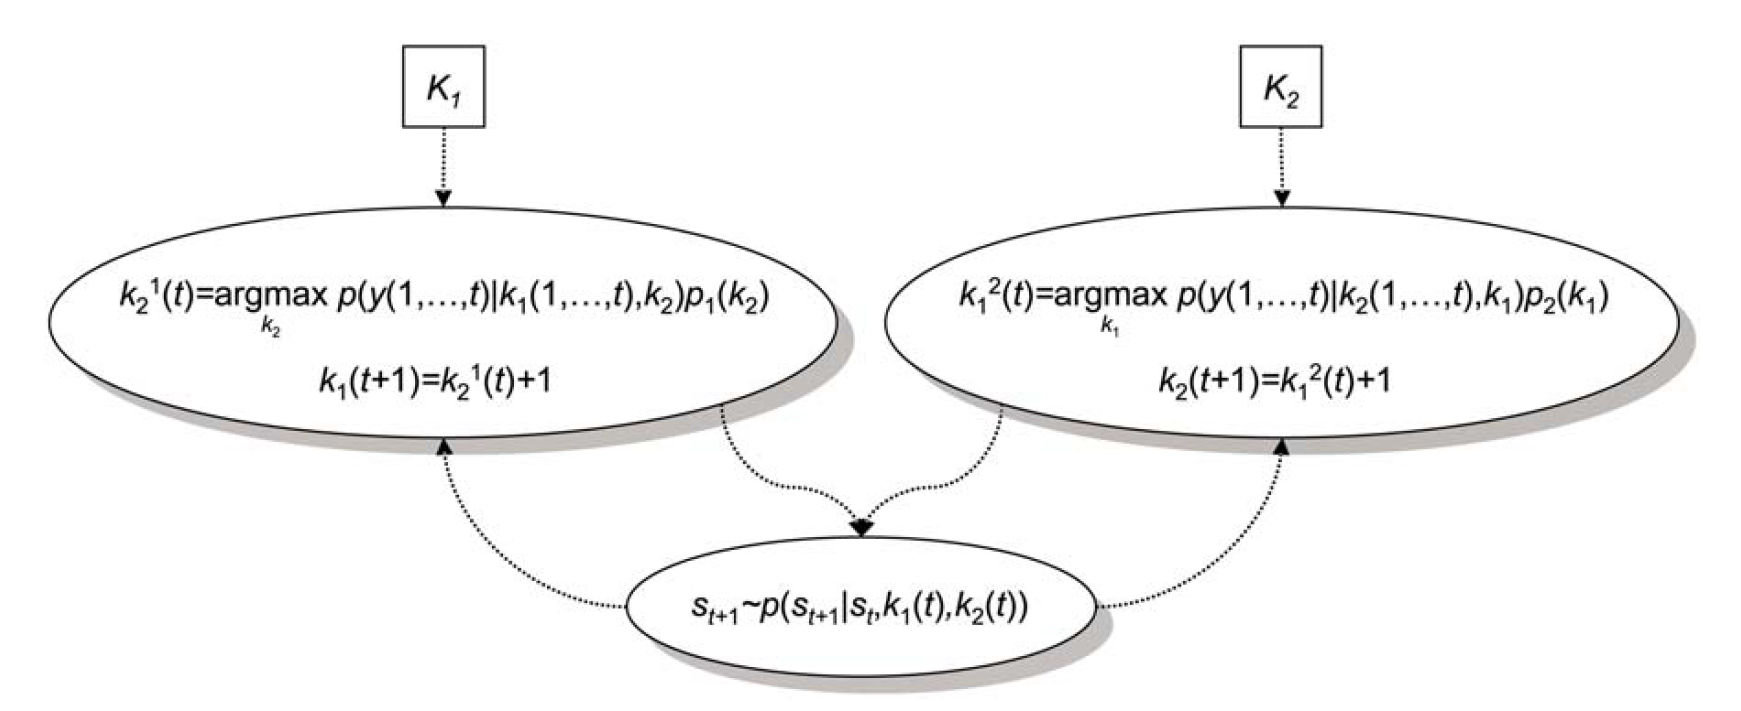 K₁
K₂
k₂¹(t)=argmax p(y(1,…,t)|k₁(1,…,t),k₂)p₁(k₂)
k₂
k₁(t+1)=k₂¹(t)+1
k₁²(t)=argmax p(y(1,…,t)|k₂(1,…,t),k₁)p₂(k₁)
k₁
k₂(t+1)=k₁²(t)+1
sₜ₊₁~p(sₜ₊₁|sₜ,k₁(t),k₂(t))